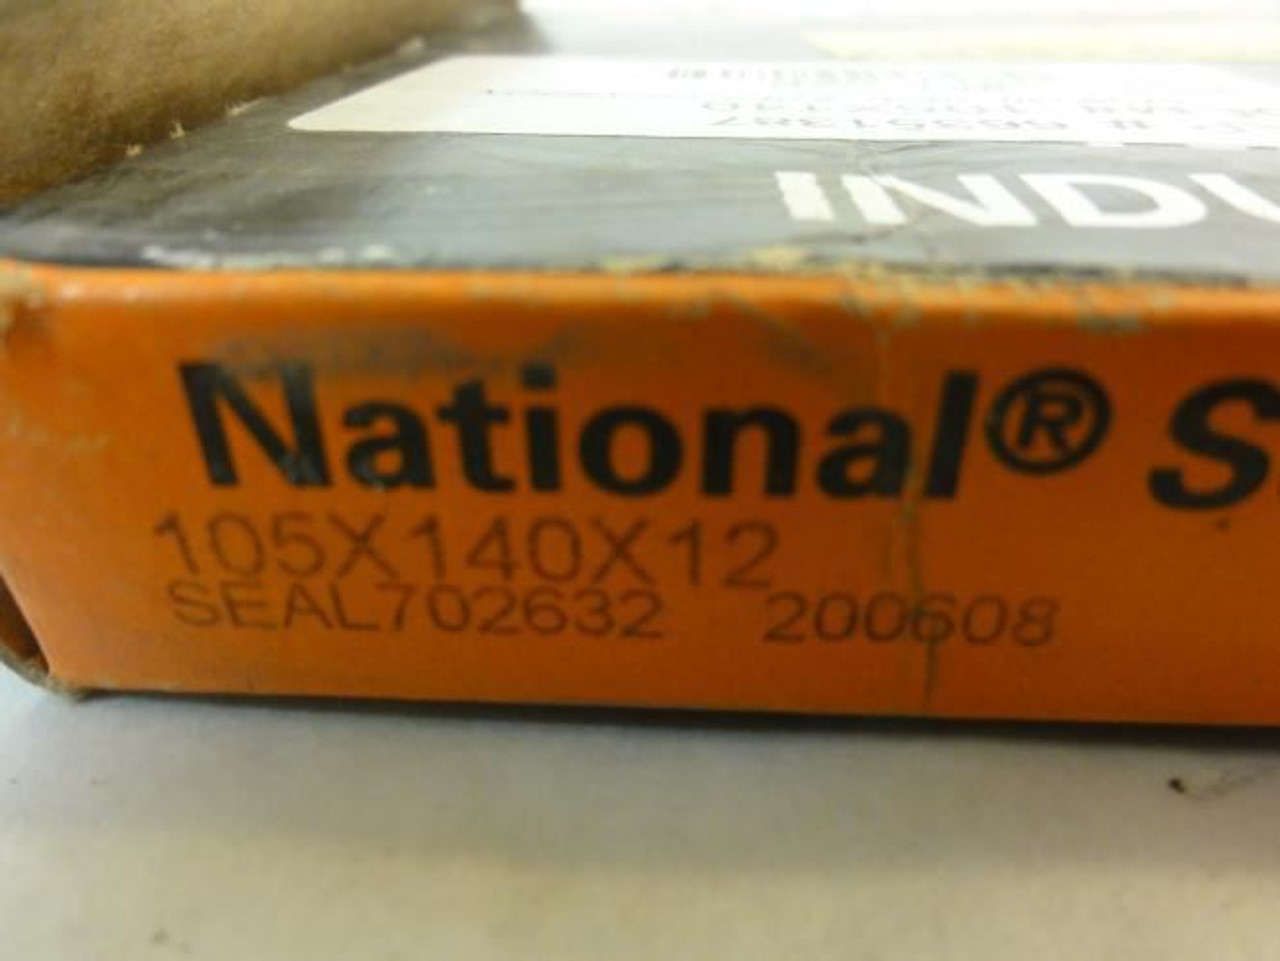 INDU
National® S
105X140X12
SEAL702632 200608